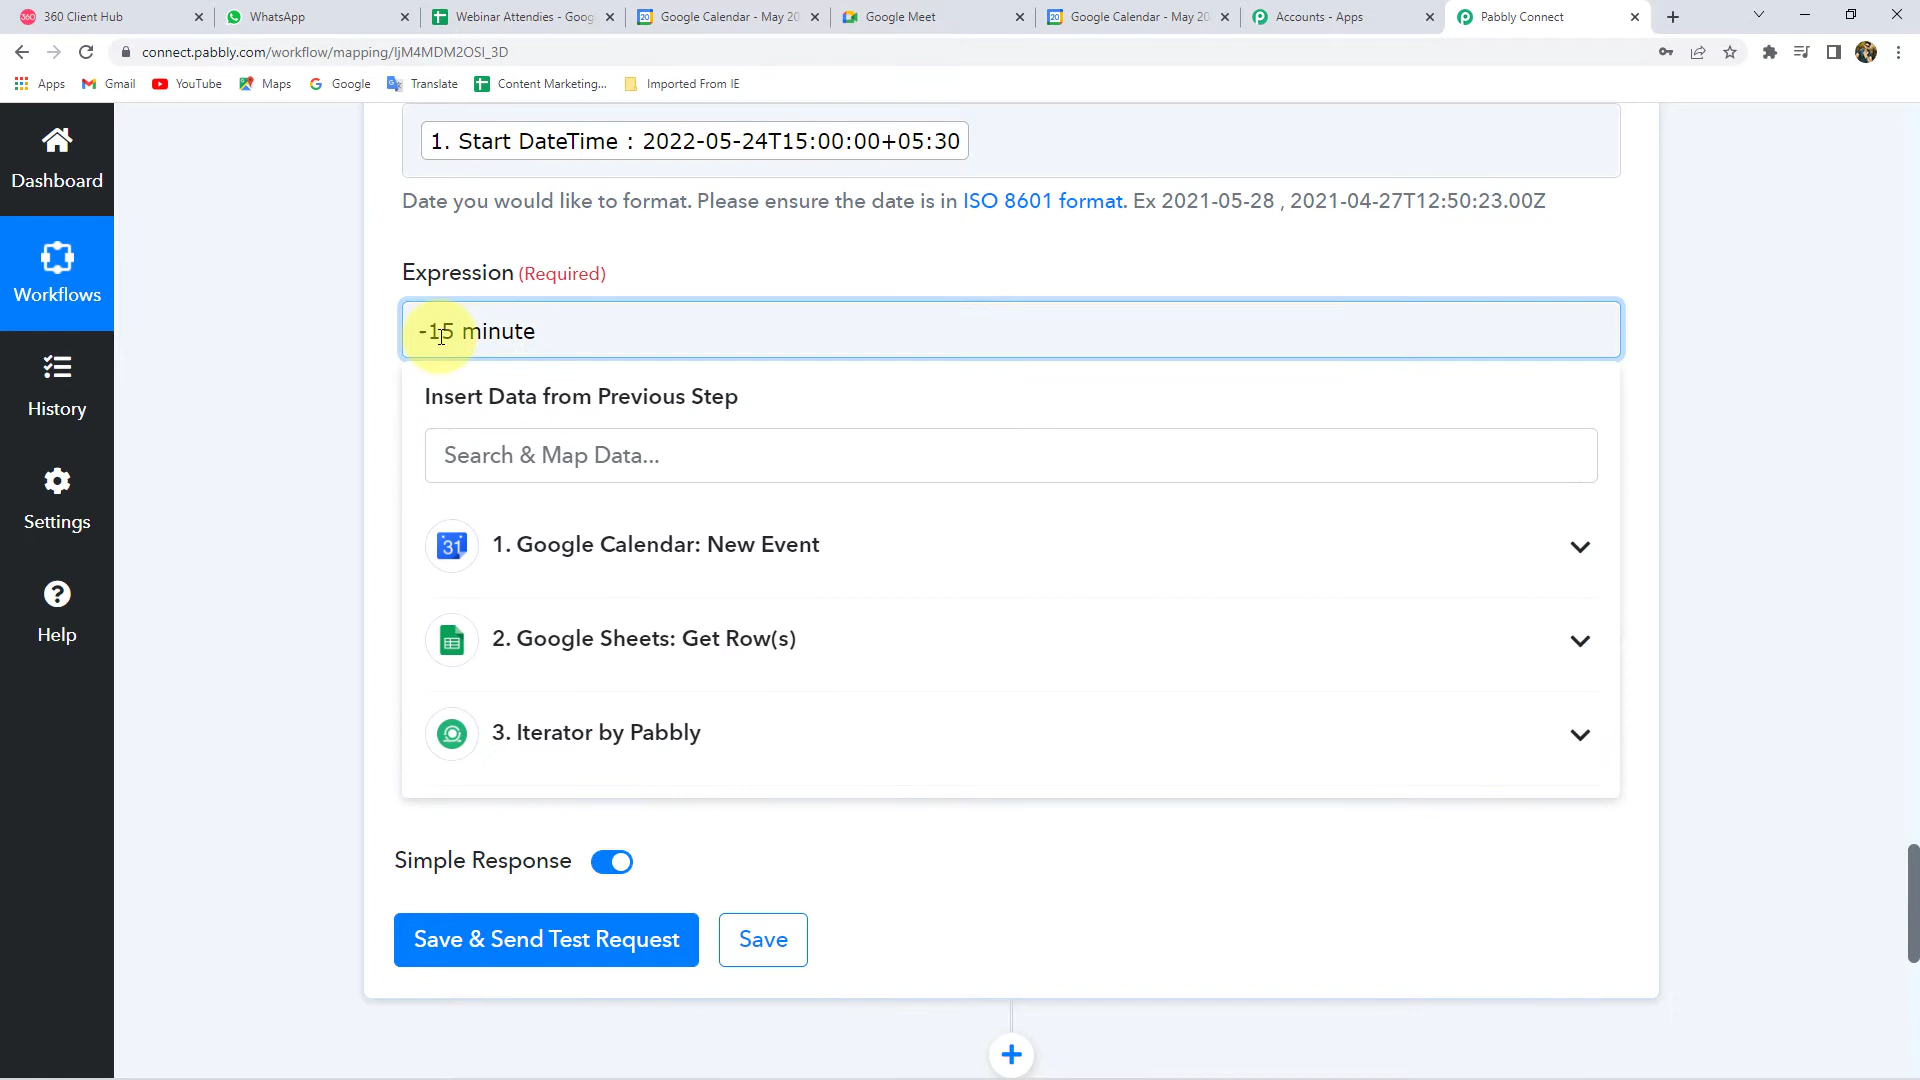 360 Client Hub
WhatsApp
Webinar Attendies - Goog
Google Calendar - May 20
Google Meet
Google Calendar - May 20
Accounts - Apps
Pabbly Connect
connect.pabbly.com/workflow/mapping/IjM4MDM2OSI_3D
Apps
Gmail
YouTube
Maps
Google
Translate
Content Marketing...
Imported From IE
Dashboard
Workflows
History
Settings
Help
1. Start DateTime : 2022-05-24T15:00:00+05:30
Date you would like to format. Please ensure the date is in ISO 8601 format. Ex 2021-05-28 , 2021-04-27T12:50:23.00Z
Expression (Required)
-15 minute
Insert Data from Previous Step
Search & Map Data...
31
1. Google Calendar: New Event
2. Google Sheets: Get Row(s)
3. Iterator by Pabbly
Simple Response
Save & Send Test Request
Save